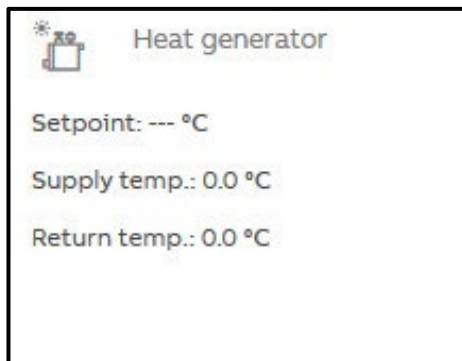 Heat generator
Setpoint: --- °C
Supply temp.: 0.0 °C
Return temp.: 0.0 °C